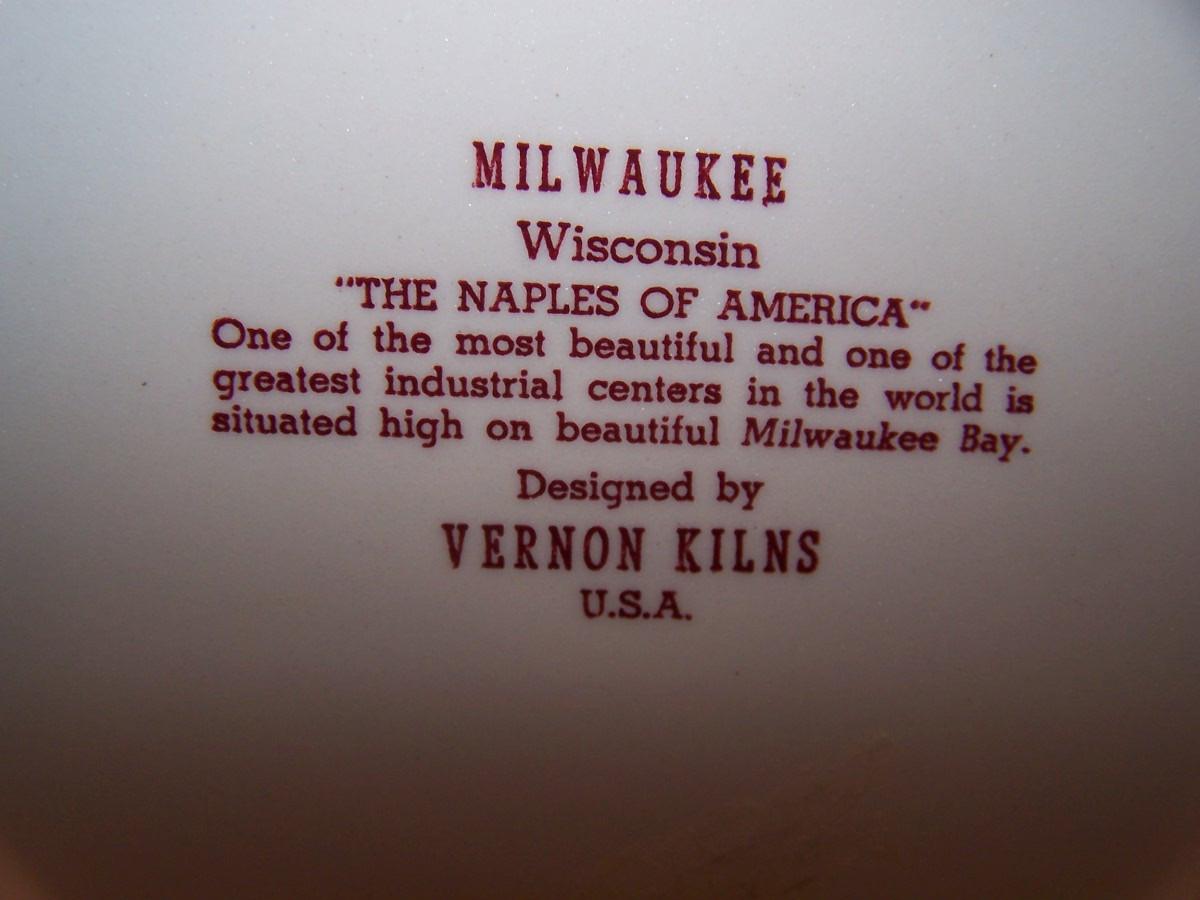 MILWAUKEE
Wisconsin
“THE NAPLES OF AMERICA“
One of the most beautiful and one of the
greatest industrial centers in the world is
situated high on beautiful Milwaukee Bay.
Designed by
VERNON KILNS
U.S.A.